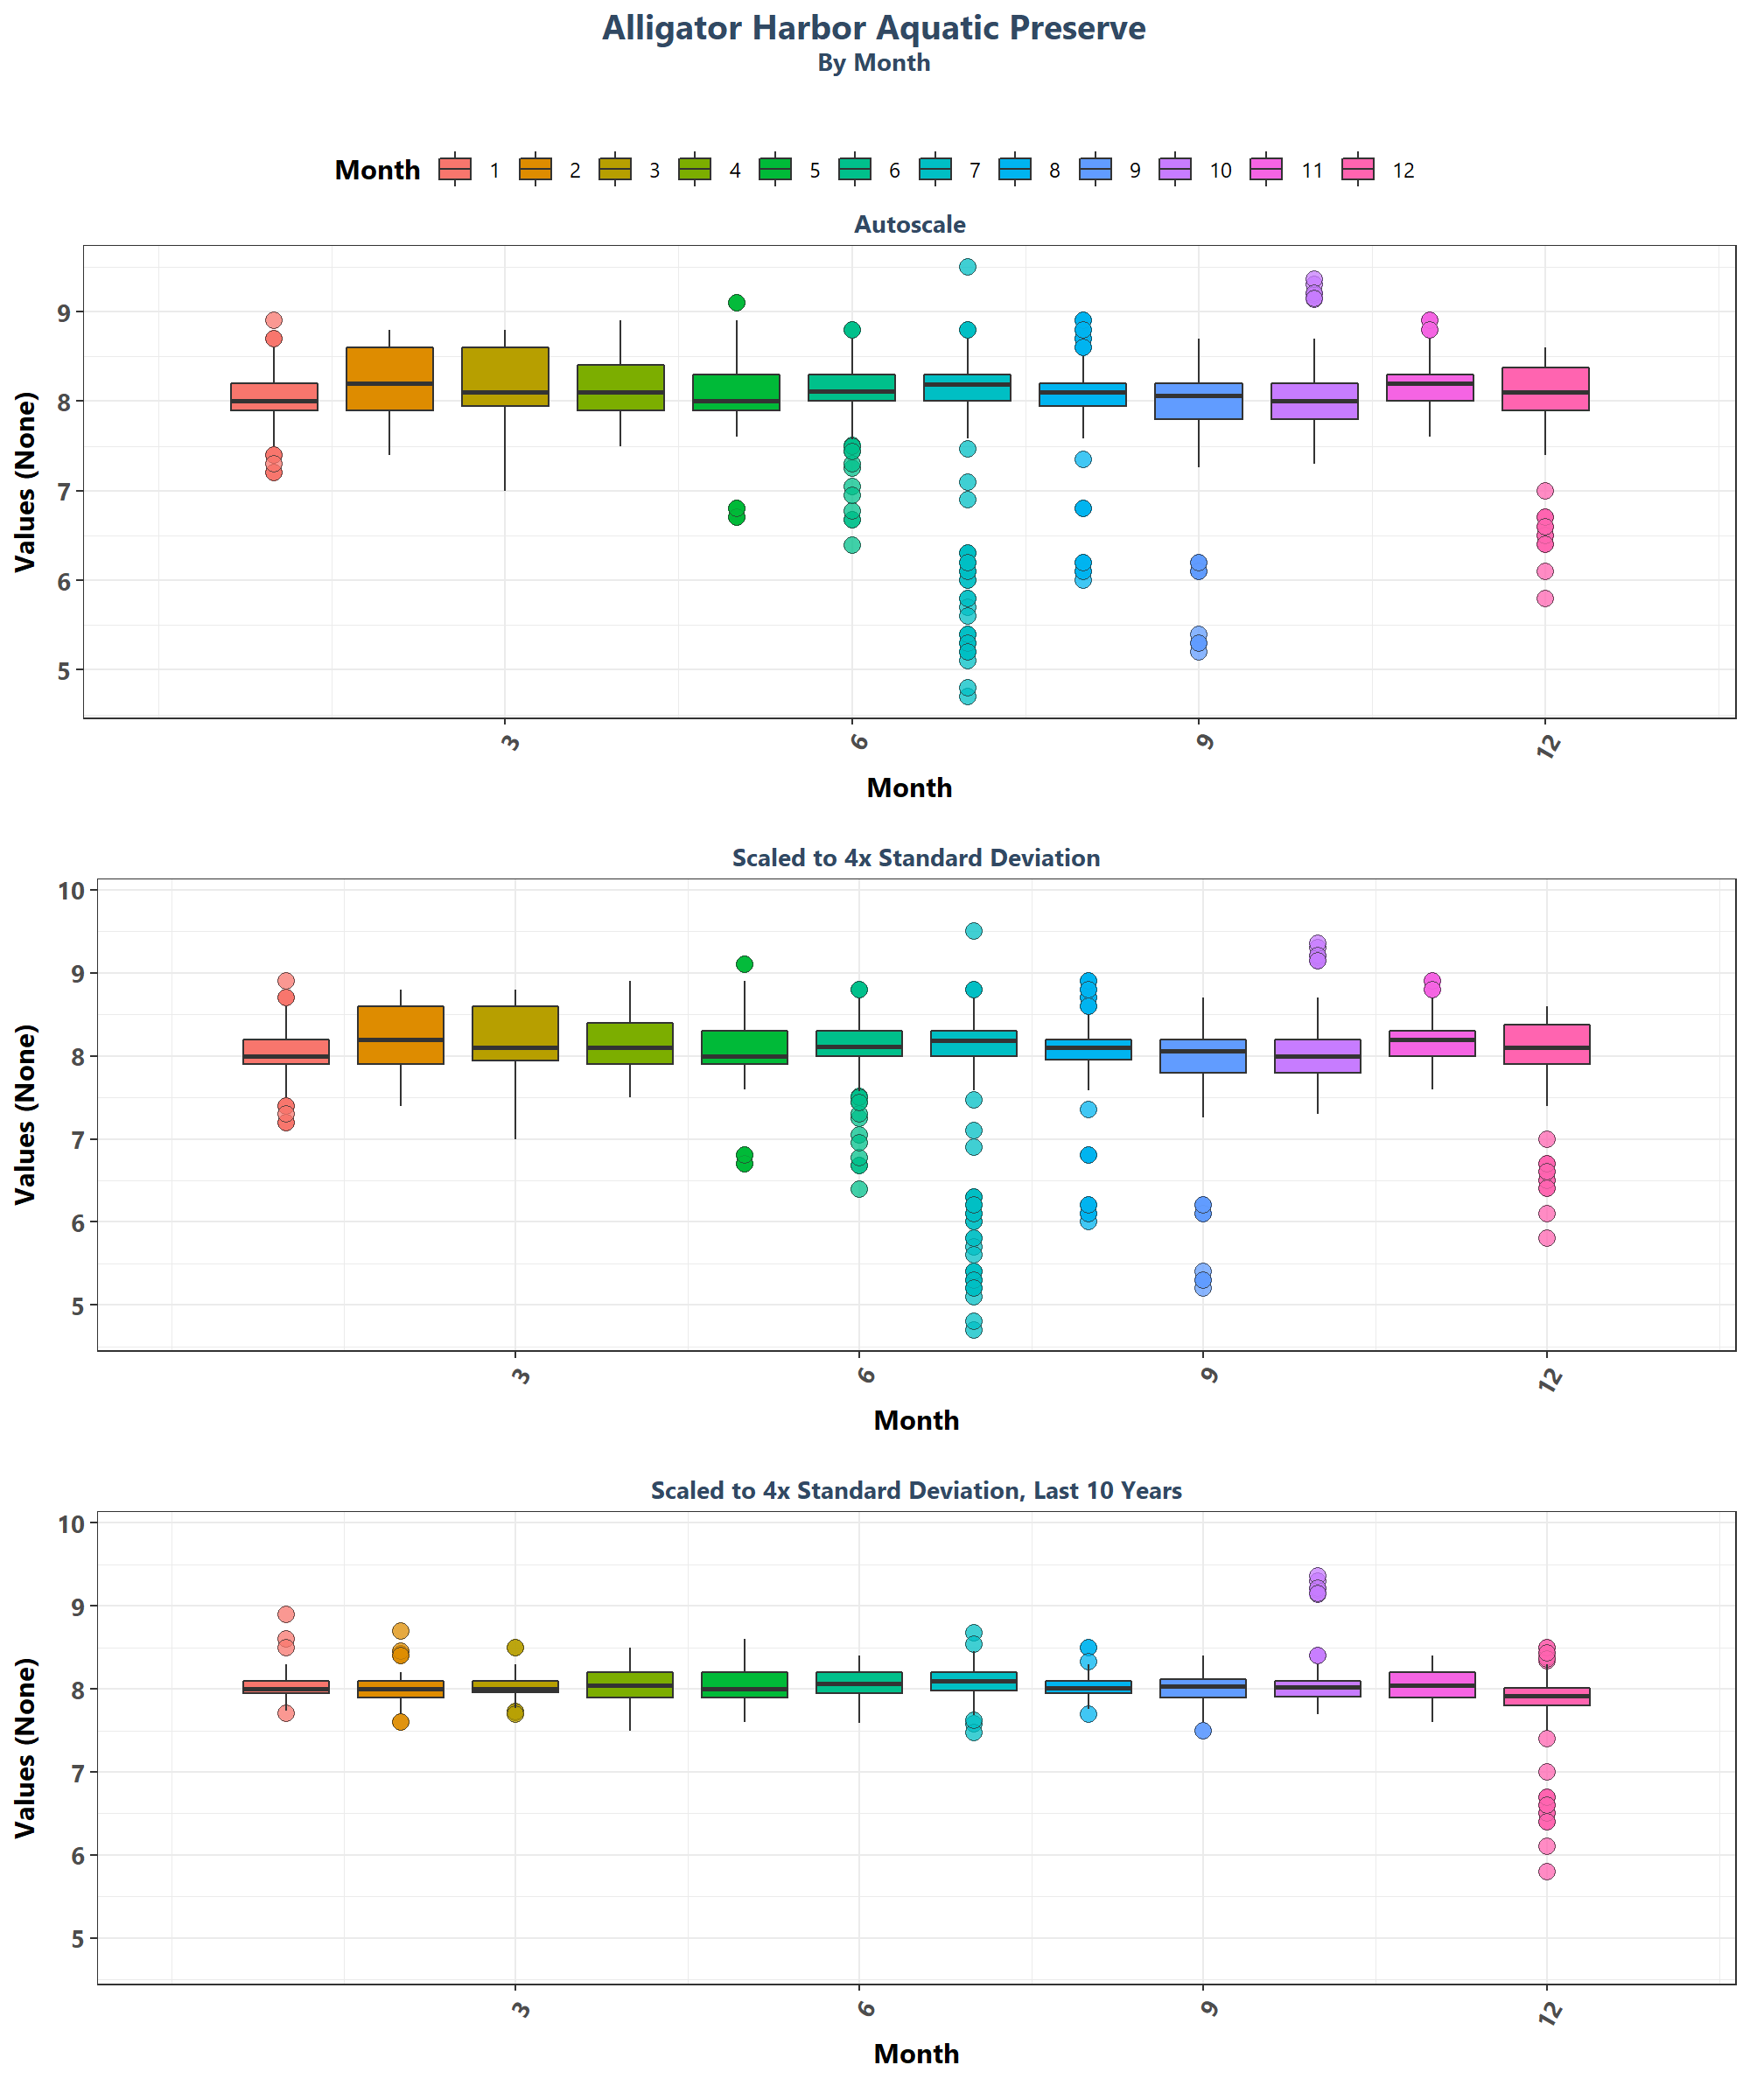 Alligator Harbor Aquatic Preserve
By Month
Month 1 2 3 4 5 6 7 8 9 10 11 12
Autoscale
Values (None)
9
8
7
6
5
3 6 9 12
Month
Scaled to 4x Standard Deviation
Values (None)
10
9
8
7
6
5
3 6 9 12
Month
Scaled to 4x Standard Deviation, Last 10 Years
Values (None)
10
9
8
7
6
5
3 6 9 12
Month